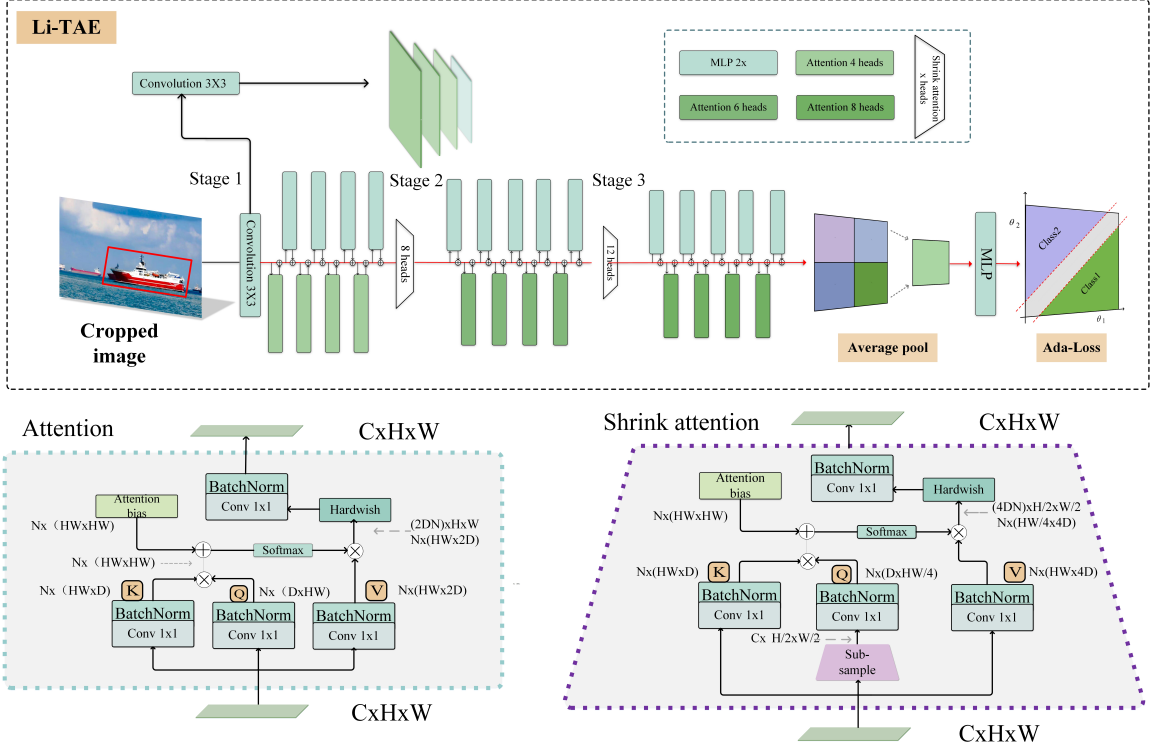 Li-TAE
Convolution 3X3
MLP 2x
Attention 4 heads
Attention 6 heads
Attention 8 heads
Shrink attention
x heads
Stage 1
Stage 2
Stage 3
Convolution 3X3
8 heads
12 heads
MLP
θ 2
Class2
Class1
θ 1
Cropped
image
Average pool
Ada-Loss
Attention
CxHxW
BatchNorm
Conv 1x1
Attention
bias
Hardwish
Nx（HWxHW)
(2DN)xHxW
Nx(HWx2D)
Softmax
Nx（HWxHW)
Nx（HWxD)
K
Q
Nx（DxHW)
V
Nx(HWx2D)
BatchNorm
Conv 1x1
BatchNorm
Conv 1x1
BatchNorm
Conv 1x1
CxHxW
Shrink attention
CxHxW
BatchNorm
Conv 1x1
Attention
bias
Hardwish
Nx(HWxHW)
(4DN)xH/2xW/2
Nx(HW/4x4D)
Softmax
Nx(HWxD)
K
Q
Nx(DxHW/4)
V
Nx(HWx4D)
BatchNorm
Conv 1x1
BatchNorm
Conv 1x1
BatchNorm
Conv 1x1
Cx H/2xW/2
Sub-
sample
CxHxW